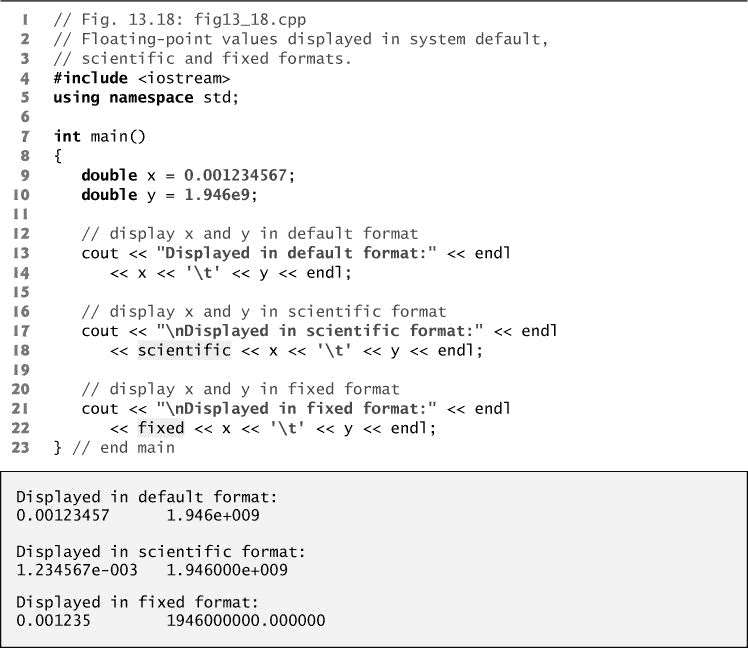 1 // Fig. 13.18: fig13_18.cpp
2 // Floating-point values displayed in system default,
3 // scientific and fixed formats.
4 #include <iostream>
5 using namespace std;
6
7 int main()
8 {
9    double x = 0.001234567;
10    double y = 1.946e9;
11
12    // display x and y in default format
13    cout << "Displayed in default format:" << endl
14       << x << '\t' << y << endl;
15
16    // display x and y in scientific format
17    cout << "\nDisplayed in scientific format:" << endl
18       << scientific << x << '\t' << y << endl;
19
20    // display x and y in fixed format
21    cout << "\nDisplayed in fixed format:" << endl
22       << fixed << x << '\t' << y << endl;
23 } // end main
Displayed in default format:
0.00123457      1.946e+009
Displayed in scientific format:
1.234567e-003   1.946000e+009
Displayed in fixed format:
0.001235        1946000000.000000